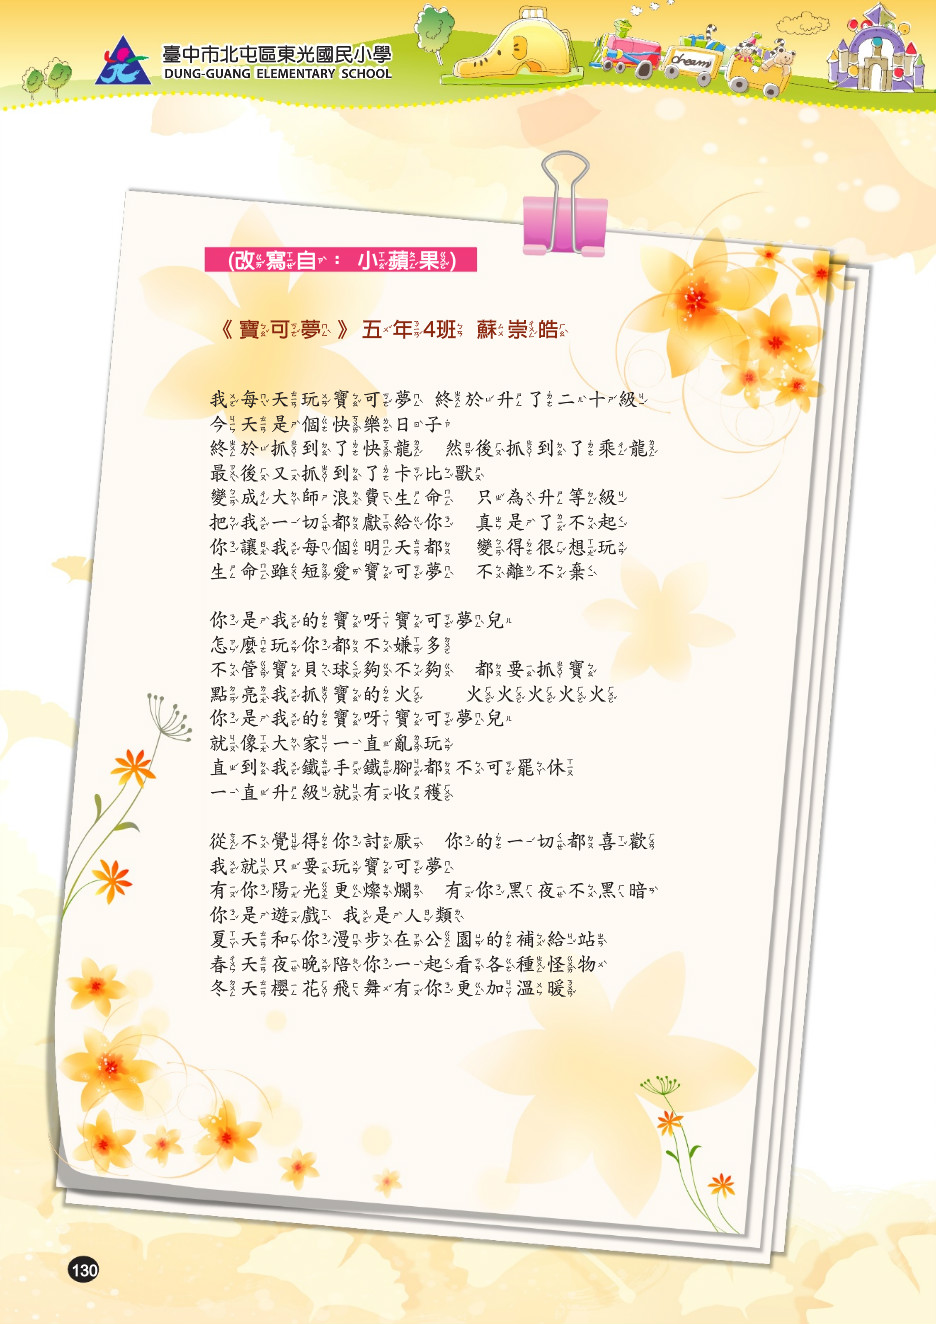 臺中市北屯區東光國民小學
DUNG-GUANG ELEMENTARY SCHOOL
dream
(改寫自： 小蘋果)
《寶可夢》五年4班 蘇崇皓
我每天玩寶可夢 終於升了二十級
今天是個快樂日子
終於抓到了快龍 然後抓到了乘龍
最後又抓到了卡比獸
變成大師浪費生命 只為升等級
把我一切都獻給你 真是了不起
你讓我每個明天都 變得很想玩
生命雖短愛寶可夢 不離不棄
你是我的寶呀寶可夢兒
怎麼玩你都不嫌多
不管寶貝球夠不夠 都要抓寶
點亮我抓寶的火 火火火火火
你是我的寶呀寶可夢兒
就像大家一直亂玩
直到我鐵手鐵腳都不可罷休
一直升級就有收穫
從不覺得你討厭 你的一切都喜歡
我就只要玩寶可夢
有你陽光更燦爛 有你黑夜不黑暗
你是遊戲 我是人類
夏天和你漫步在公園的補給站
春天夜晚陪你一起看各種怪物
冬天櫻花飛舞有你更加溫暖
130